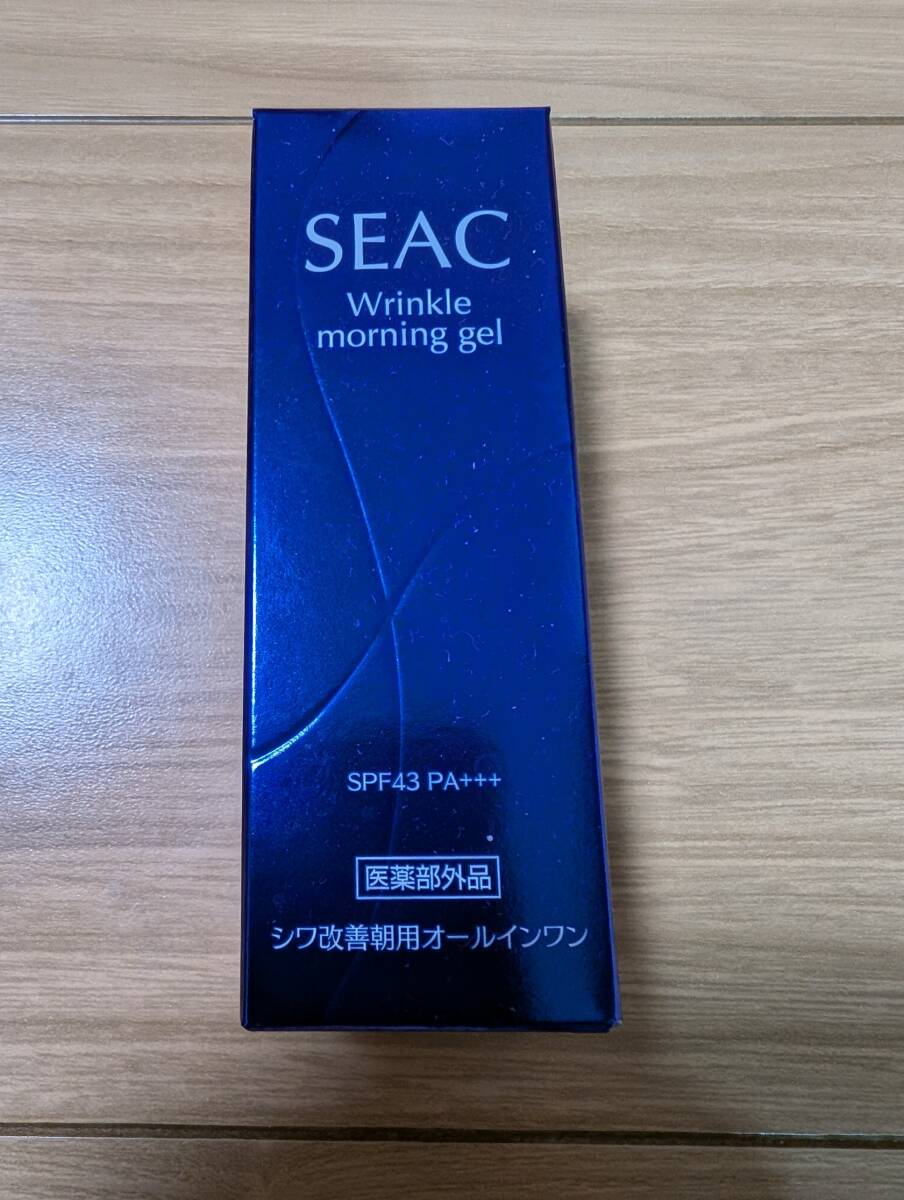 SEAC
Wrinkle
morning gel
SPF43 PA+++
医薬部外品
シワ改善朝用オールインワン